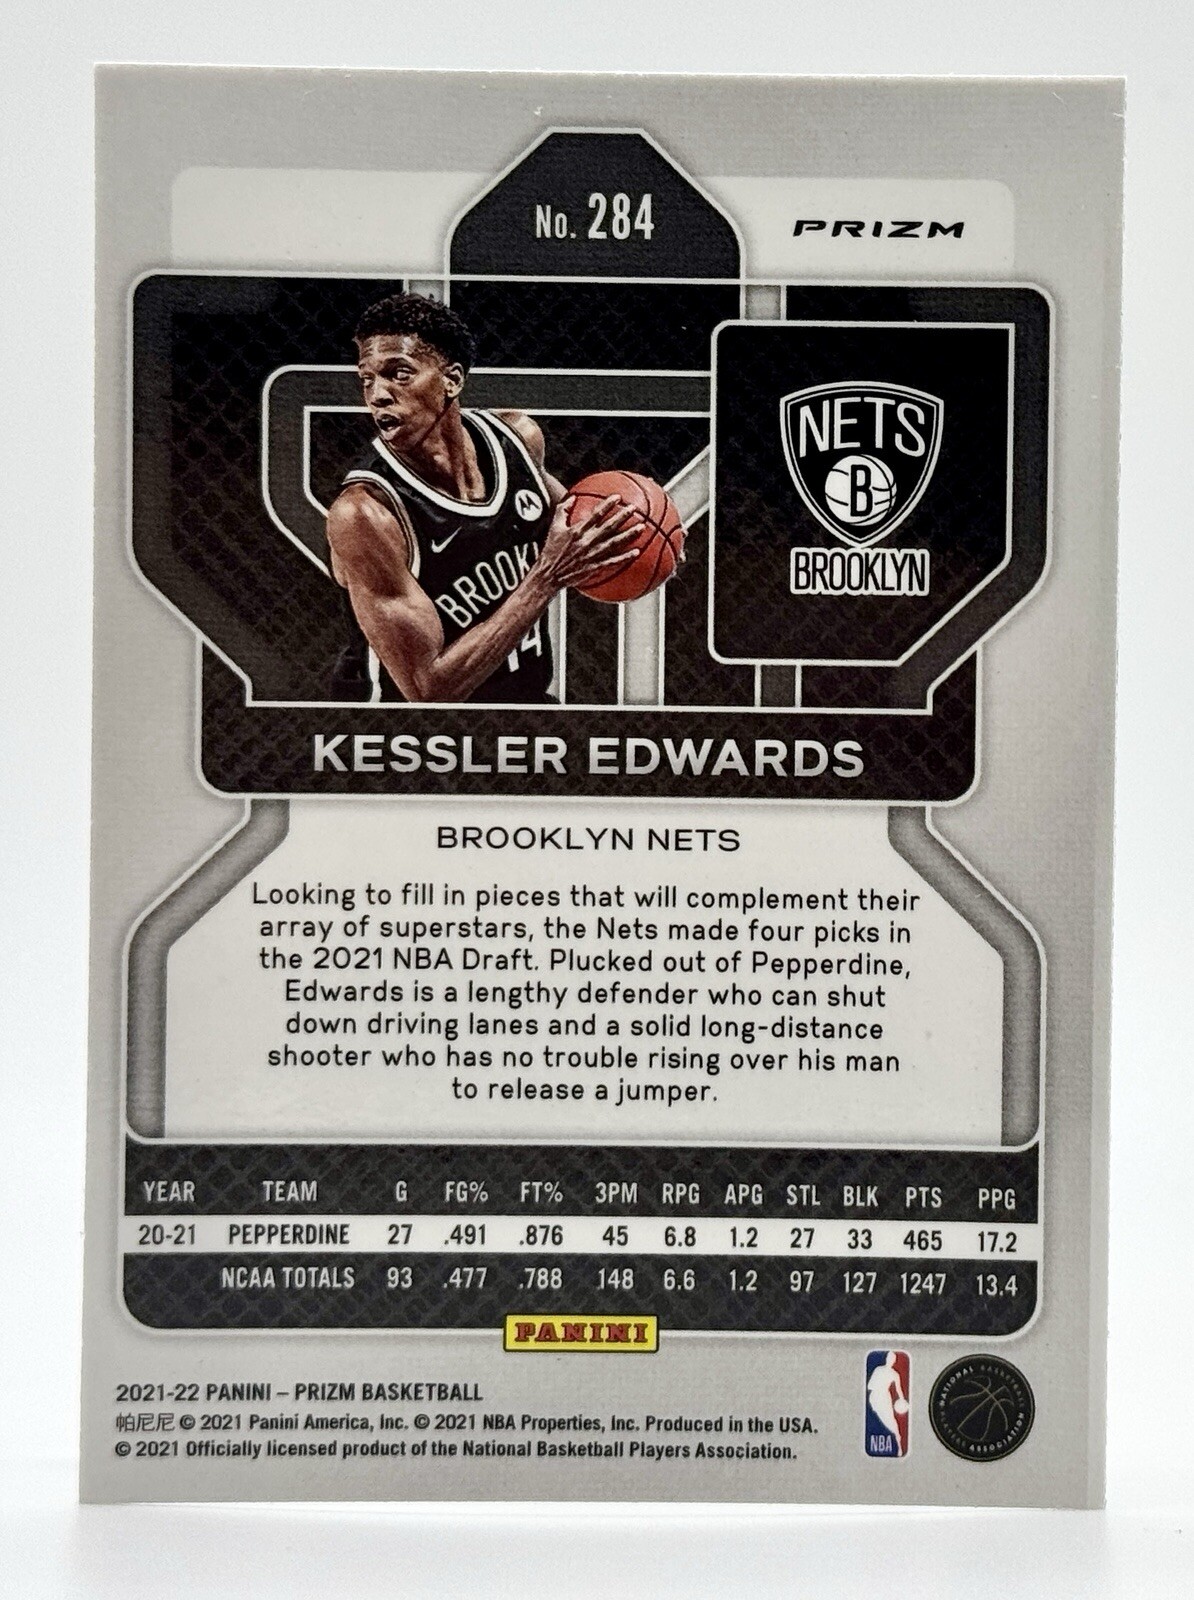 No. 284
PRIZM
NETS
B
BROOKLYN
BROOK
14
KESSLER EDWARDS
BROOKLYN NETS
Looking to fill in pieces that will complement their
array of superstars, the Nets made four picks in
the 2021 NBA Draft. Plucked out of Pepperdine,
Edwards is a lengthy defender who can shut
down driving lanes and a solid long-distance
shooter who has no trouble rising over his man
to release a jumper.
YEAR TEAM G FG% FT% 3PM RPG APG STL BLK PTS PPG
20-21 PEPPERDINE 27 .491 .876 45 6.8 1.2 27 33 465 17.2
NCAA TOTALS 93 .477 .788 148 6.6 1.2 97 127 1247 13.4
PANINI
2021-22 PANINI – PRIZM BASKETBALL
帕尼尼 © 2021 Panini America, Inc. © 2021 NBA Properties, Inc. Produced in the USA.
© 2021 Officially licensed product of the National Basketball Players Association.
NBA
NATIONAL BASKETBALL
PLAYERS ASSOCIATION